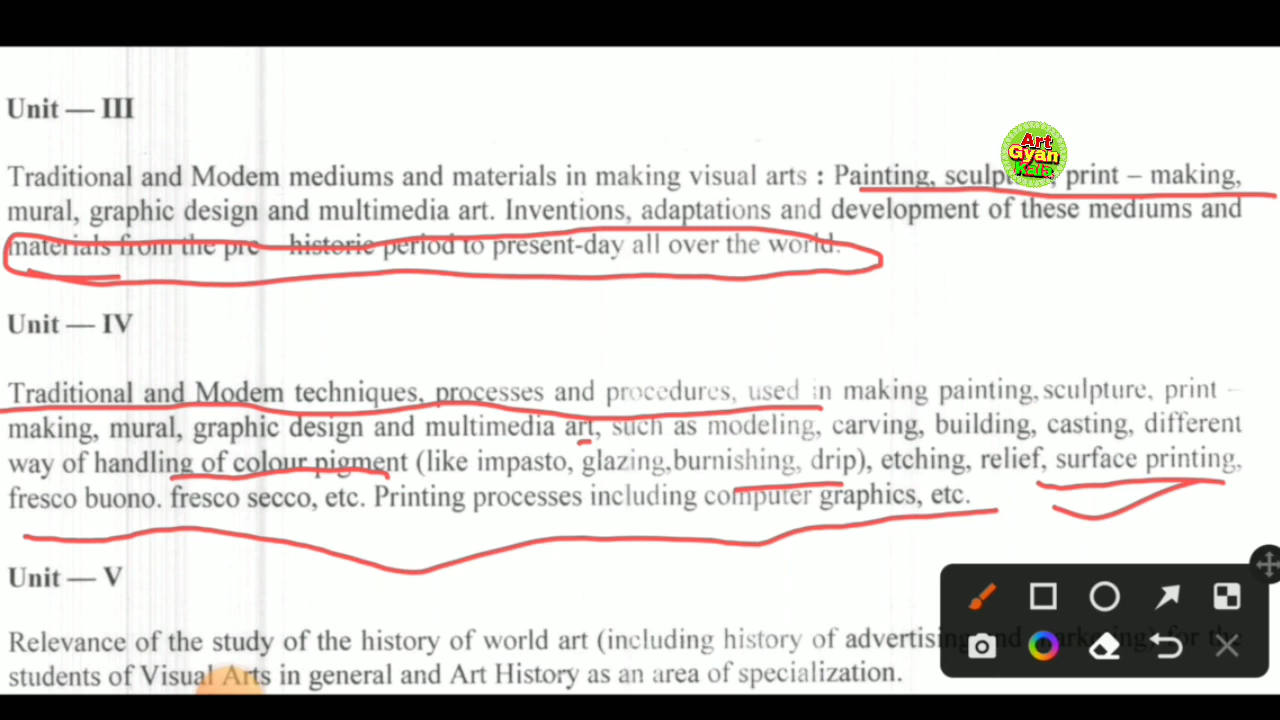 Unit — III
Art
Gyan
Kala
Traditional and Modem mediums and materials in making visual arts : Painting, sculpture, print – making,
mural, graphic design and multimedia art. Inventions, adaptations and development of these mediums and
materials from the pre – historic period to present-day all over the world.
Unit — IV
Traditional and Modem techniques, processes and procedures, used in making painting, sculpture, print –
making, mural, graphic design and multimedia art, such as modeling, carving, building, casting, different
way of handling of colour pigment (like impasto, glazing,burnishing, drip), etching, relief, surface printing,
fresco buono. fresco secco, etc. Printing processes including computer graphics, etc.
Unit — V
Relevance of the study of the history of world art (including history of advertising and marketing) for the
students of Visual Arts in general and Art History as an area of specialization.